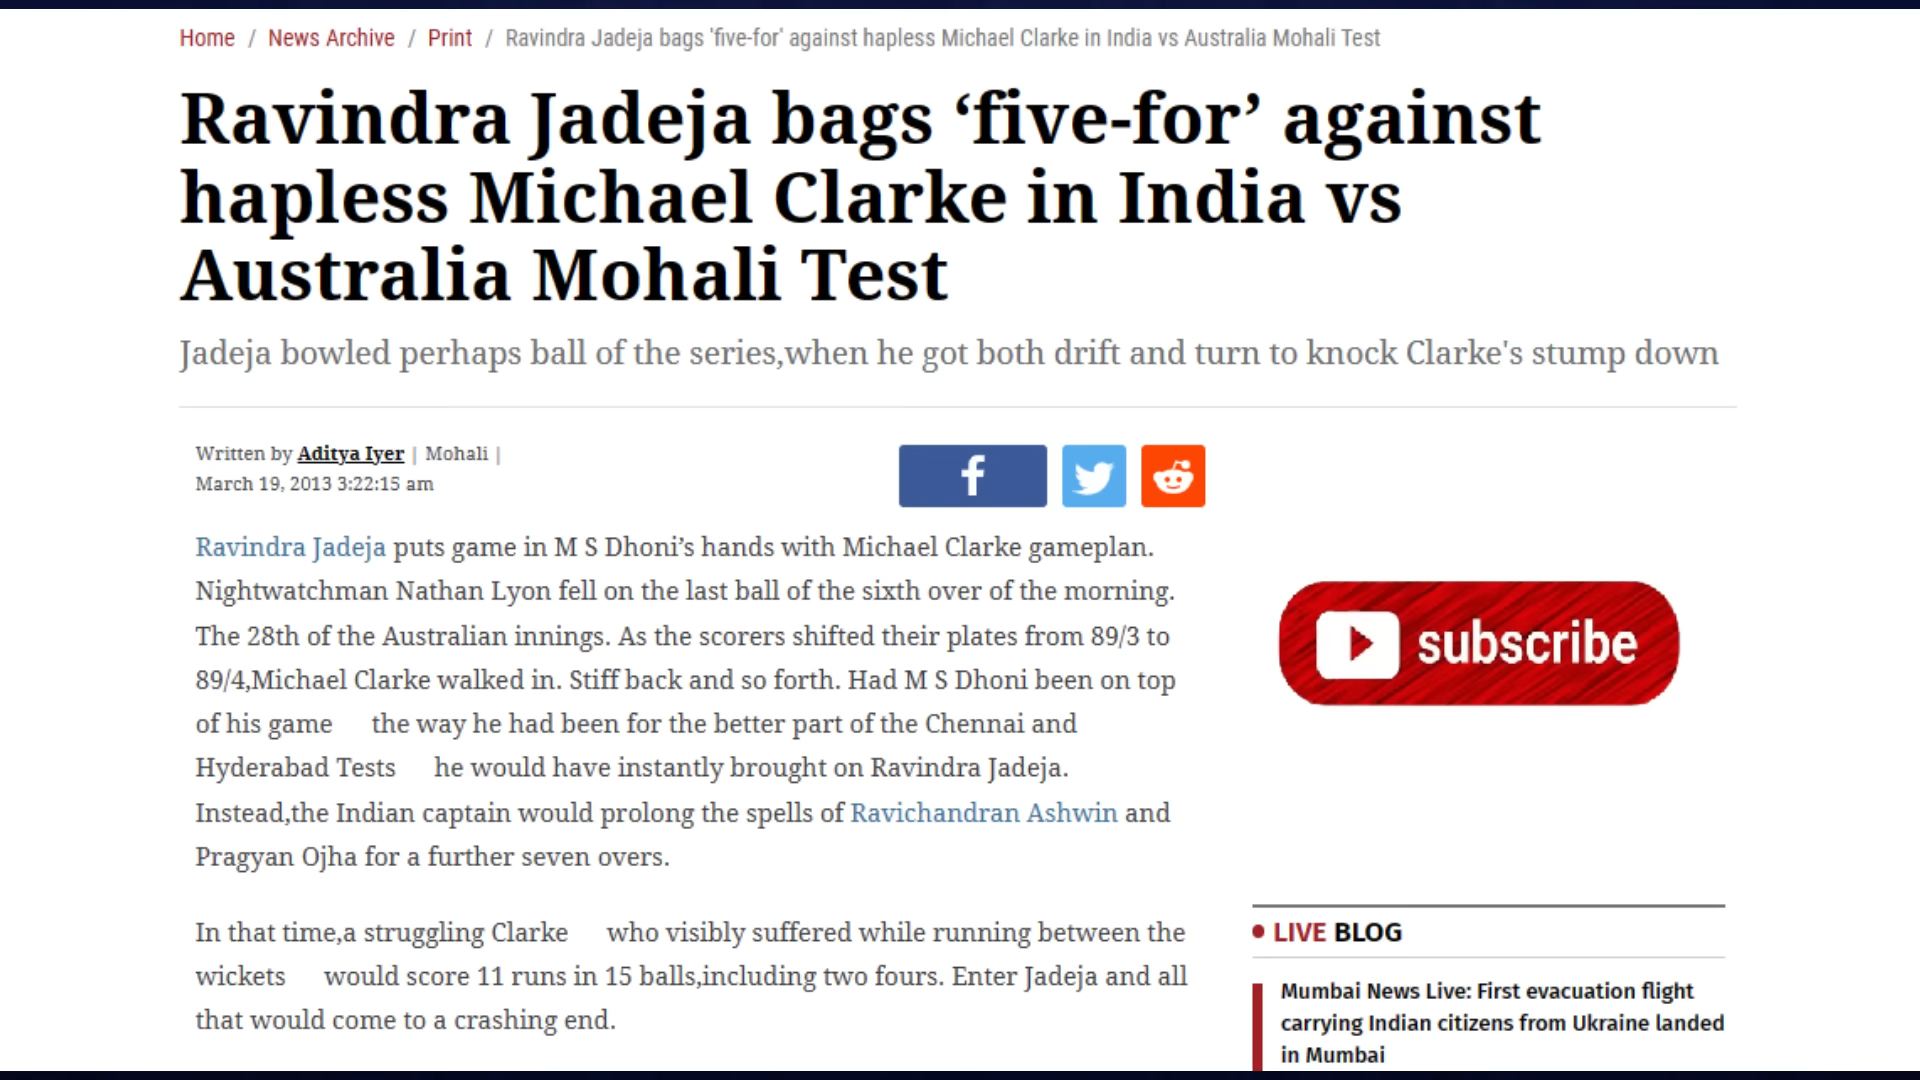 Home / News Archive / Print / Ravindra Jadeja bags 'five-for' against hapless Michael Clarke in India vs Australia Mohali Test
Ravindra Jadeja bags ‘five-for’ against
hapless Michael Clarke in India vs
Australia Mohali Test
Jadeja bowled perhaps ball of the series,when he got both drift and turn to knock Clarke's stump down
Written by Aditya Iyer | Mohali |
March 19, 2013 3:22:15 am
Ravindra Jadeja puts game in M S Dhoni’s hands with Michael Clarke gameplan.
Nightwatchman Nathan Lyon fell on the last ball of the sixth over of the morning.
The 28th of the Australian innings. As the scorers shifted their plates from 89/3 to
89/4,Michael Clarke walked in. Stiff back and so forth. Had M S Dhoni been on top
of his game the way he had been for the better part of the Chennai and
Hyderabad Tests he would have instantly brought on Ravindra Jadeja.
Instead,the Indian captain would prolong the spells of Ravichandran Ashwin and
Pragyan Ojha for a further seven overs.
In that time,a struggling Clarke who visibly suffered while running between the
wickets would score 11 runs in 15 balls,including two fours. Enter Jadeja and all
that would come to a crashing end.
subscribe
LIVE BLOG
Mumbai News Live: First evacuation flight
carrying Indian citizens from Ukraine landed
in Mumbai